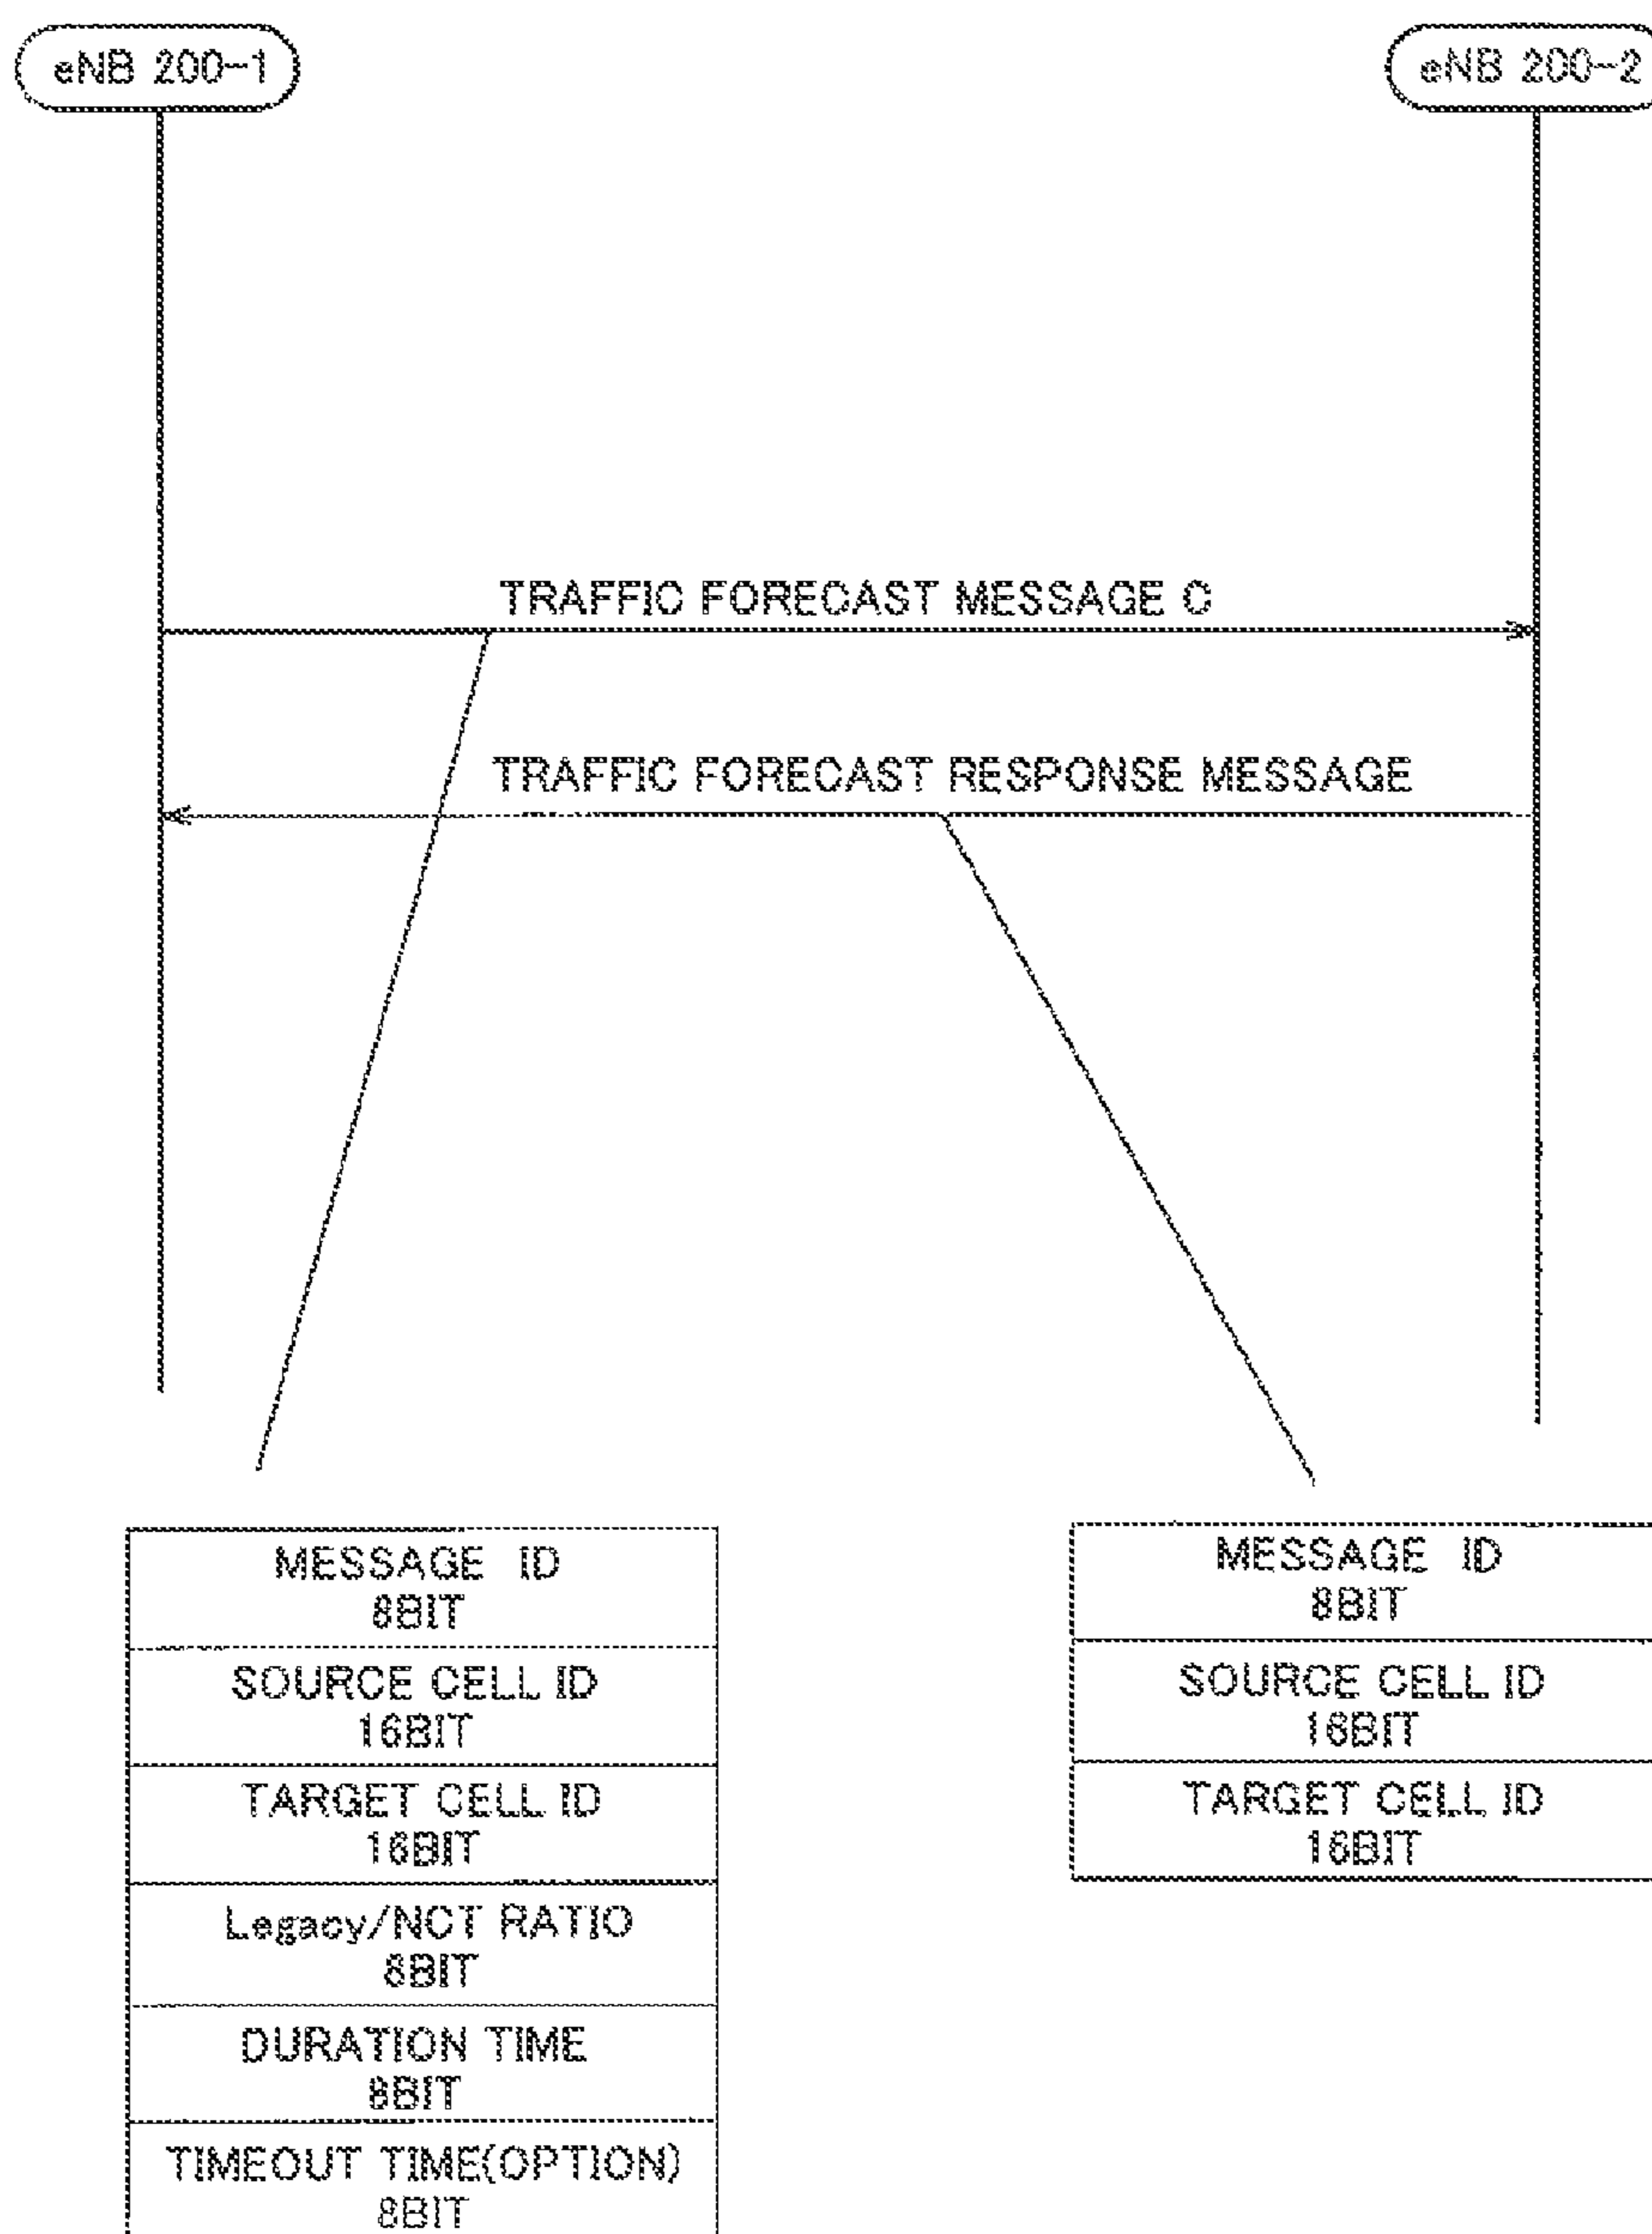 eNB 200-1
eNB 200-2
TRAFFIC FORECAST MESSAGE C
TRAFFIC FORECAST RESPONSE MESSAGE
MESSAGE ID
8BIT
SOURCE CELL ID
16BIT
TARGET CELL ID
16BIT
Legacy/NCT RATIO
8BIT
DURATION TIME
8BIT
TIMEOUT TIME(OPTION)
8BIT
MESSAGE ID
8BIT
SOURCE CELL ID
16BIT
TARGET CELL ID
16BIT